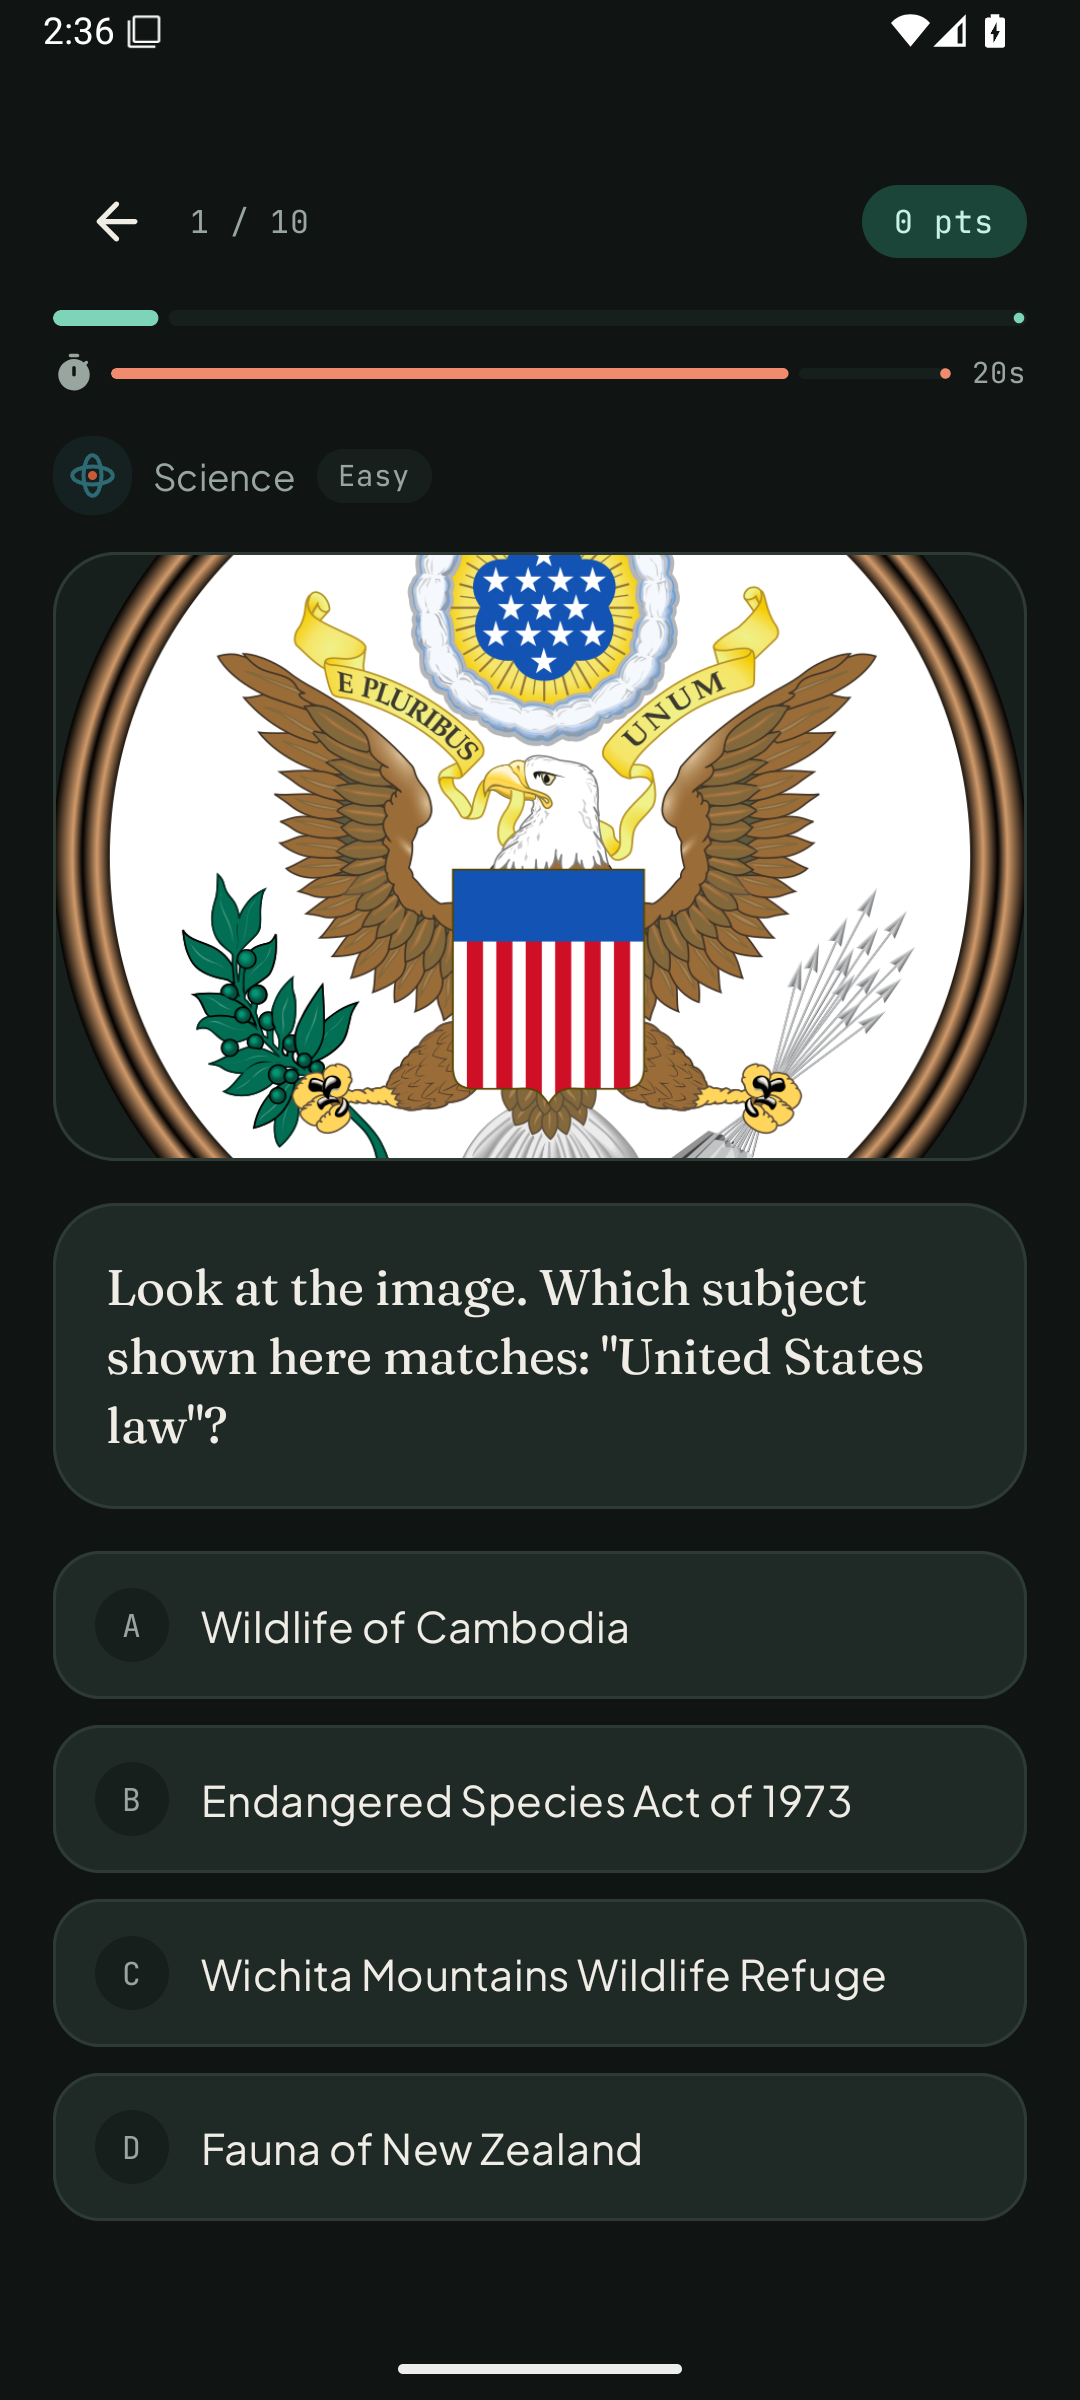 2:36
1 / 10
0 pts
20s
Science
Easy
E PLURIBUS
UNUM
Look at the image. Which subject
shown here matches: "United States
law"?
A
Wildlife of Cambodia
B
Endangered Species Act of 1973
C
Wichita Mountains Wildlife Refuge
D
Fauna of New Zealand